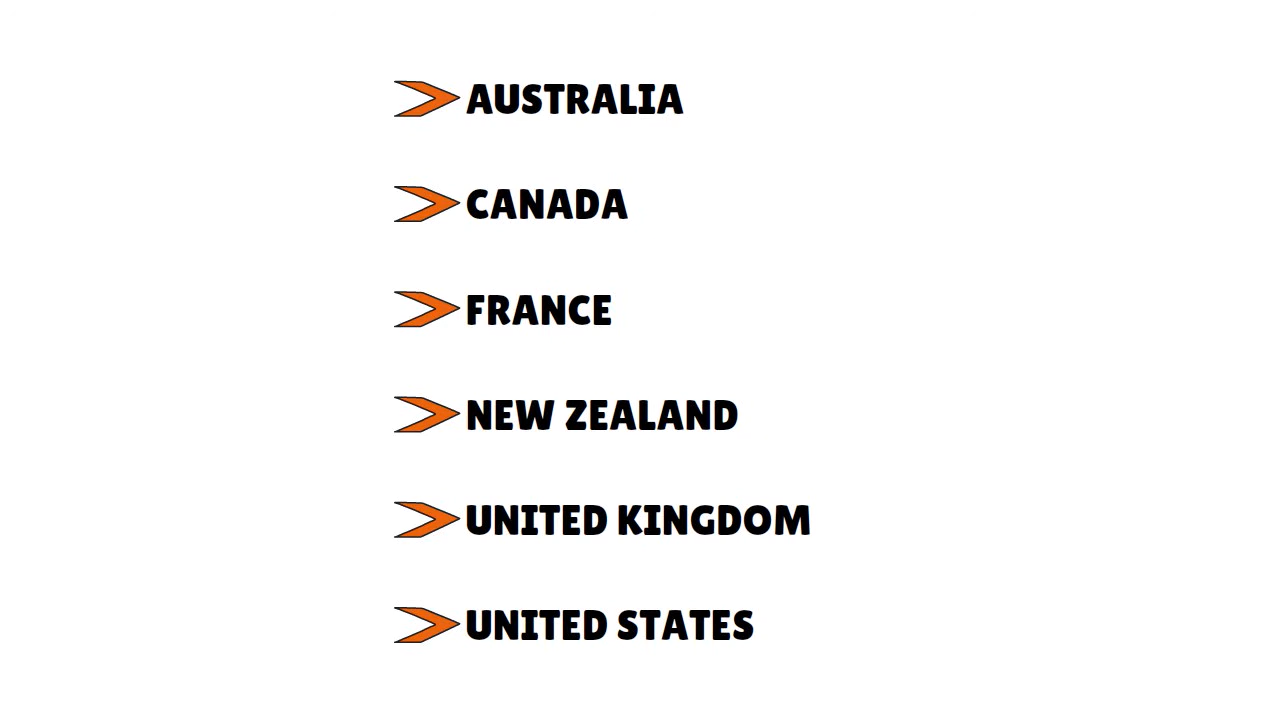 AUSTRALIA
CANADA
FRANCE
NEW ZEALAND
UNITED KINGDOM
UNITED STATES